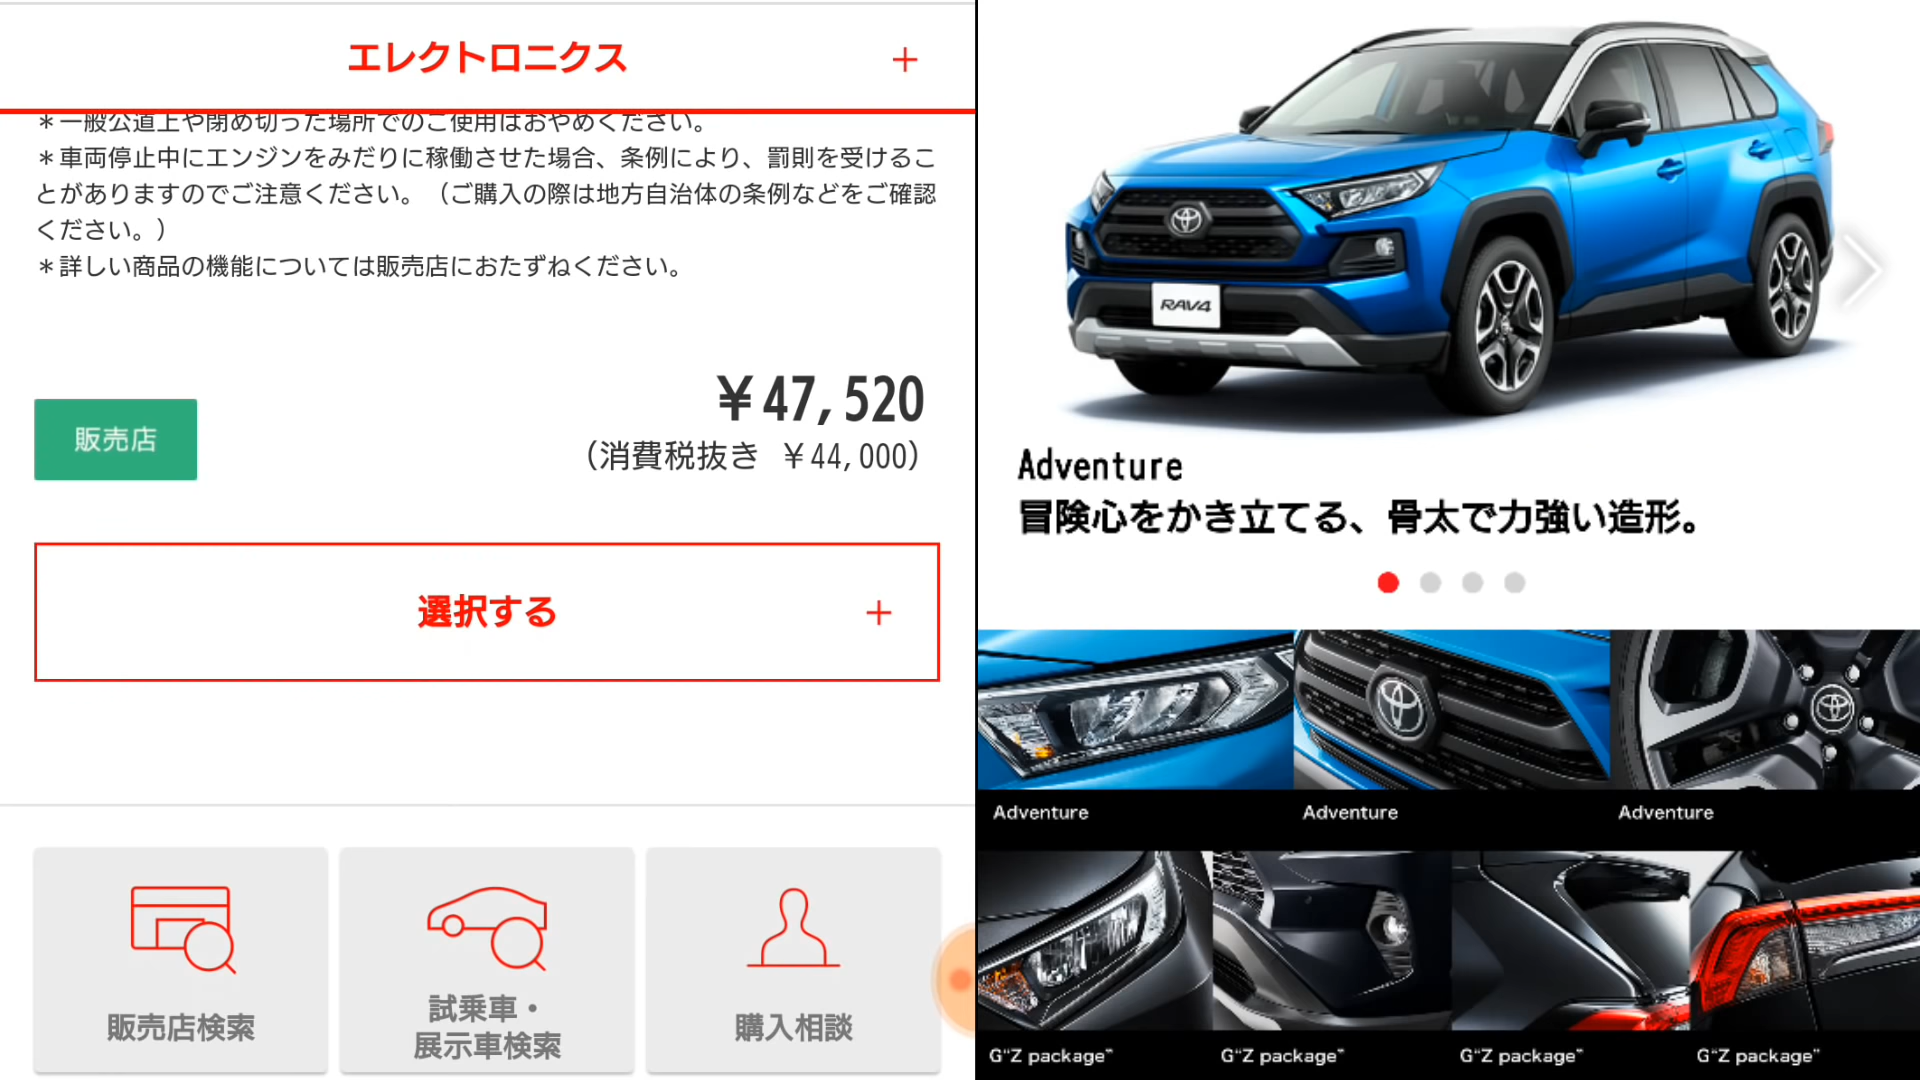 エレクトロニクス
＊一般公道上や閉め切った場所でのご使用はおやめください。
＊車両停止中にエンジンをみだりに稼働させた場合、条例により、罰則を受けるこ
とがありますのでご注意ください。（ご購入の際は地方自治体の条例などをご確認
ください。）
＊詳しい商品の機能については販売店におたずねください。
￥47,520
（消費税抜き ￥44,000）
販売店
選択する
販売店検索
試乗車・
展示車検索
購入相談
RAV4
Adventure
冒険心をかき立てる、骨太で力強い造形。
Adventure
Adventure
Adventure
G“Z package”
G“Z package”
G“Z package”
G“Z package”